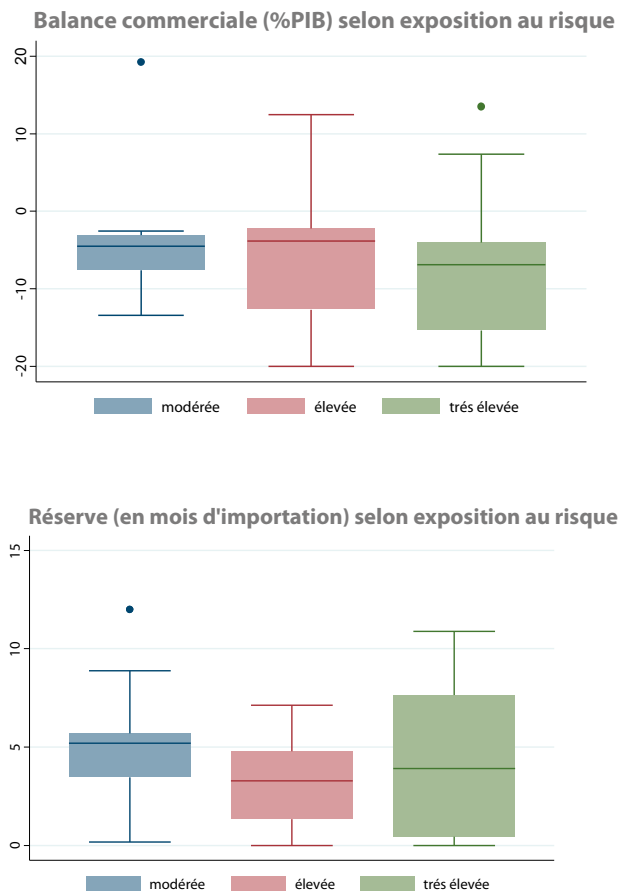 Balance commerciale (%PIB) selon exposition au risque
20
10
0
-10
-20
modérée élevée trés élevée
Réserve (en mois d'importation) selon exposition au risque
15
10
5
0
modérée élevée trés élevée